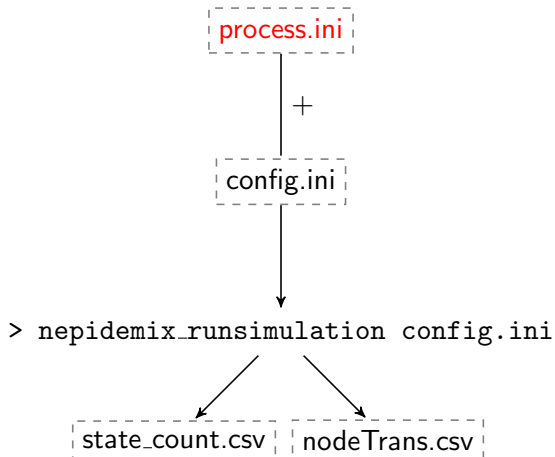 process.ini
+
config.ini
> nepidemix_runsimulation config.ini
state_count.csv nodeTrans.csv